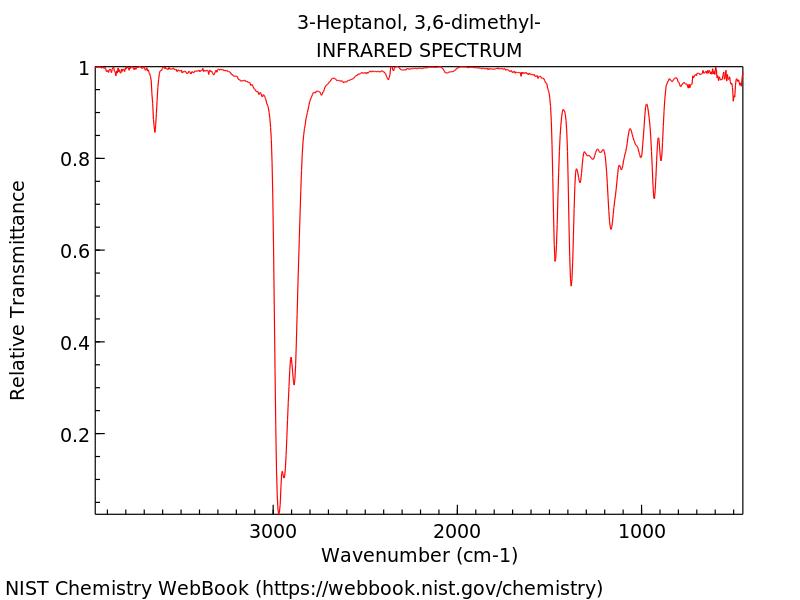 3-Heptanol, 3,6-dimethyl-
INFRARED SPECTRUM
1
0.8
0.6
0.4
0.2
Relative Transmittance
3000 2000 1000
Wavenumber (cm-1)
NIST Chemistry WebBook (https://webbook.nist.gov/chemistry)